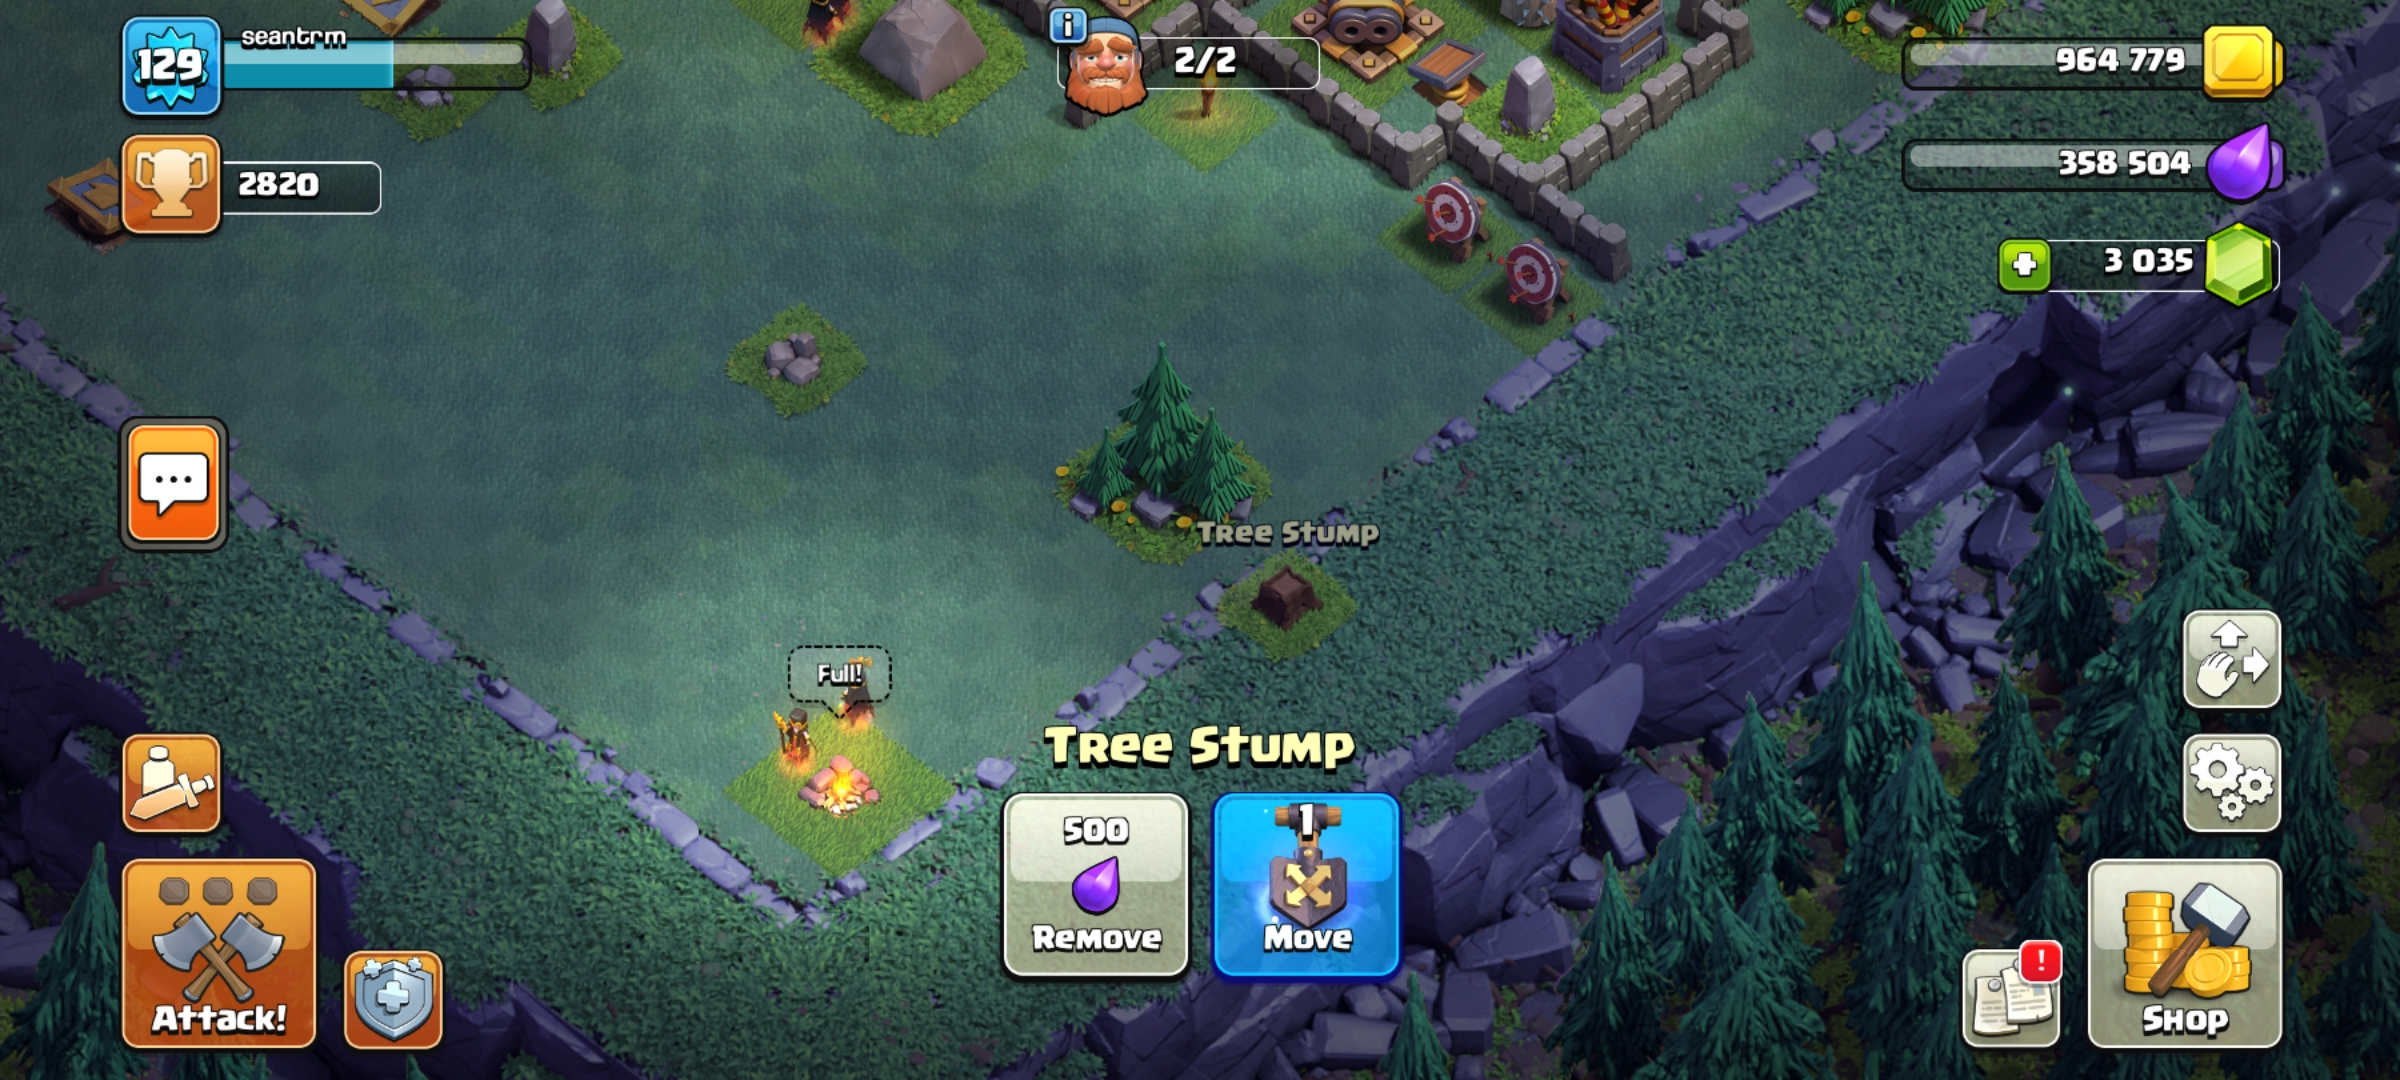 129
seantrm
2/2
964 779
2820
358 504
3 035
Tree Stump
Full!
Tree Stump
500
1
Remove
Move
Attack!
!
Shop